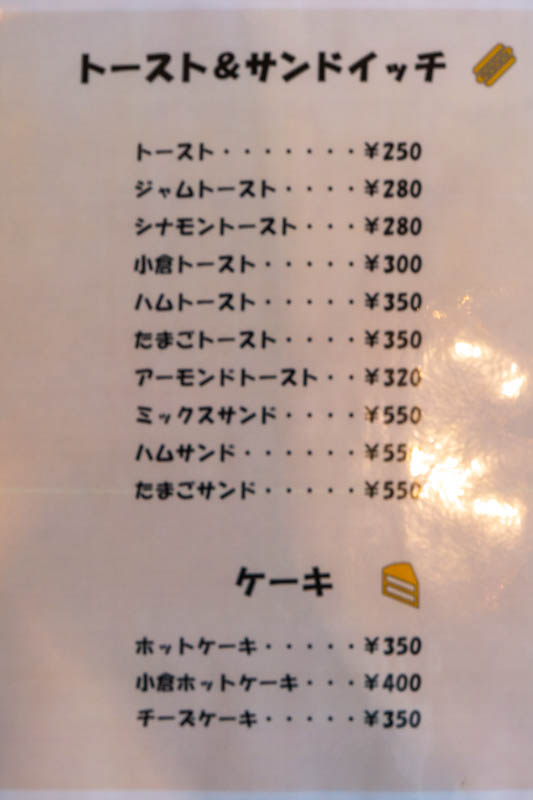 トースト＆サンドイッチ
トースト・・・・・・・¥250
ジャムトースト・・・・¥280
シナモントースト・・・¥280
小倉トースト・・・・・¥300
ハムトースト・・・・・¥350
たまごトースト・・・・¥350
アーモンドトースト・・¥320
ミックスサンド・・・・¥550
ハムサンド・・・・・・
たまごサンド・・・・・¥550
ケーキ
ホットケーキ・・・・・¥350
小倉ホットケーキ・・・¥400
チーズケーキ・・・・・¥350